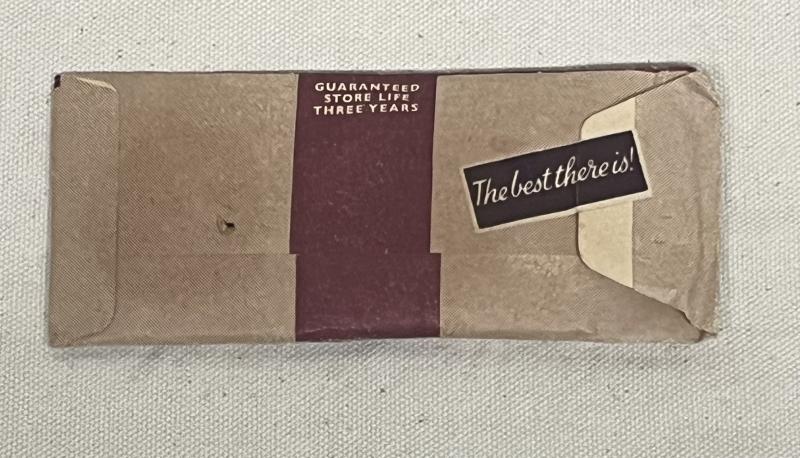 GUARANTEED
STORE LIFE
THREE YEARS
The best there is!